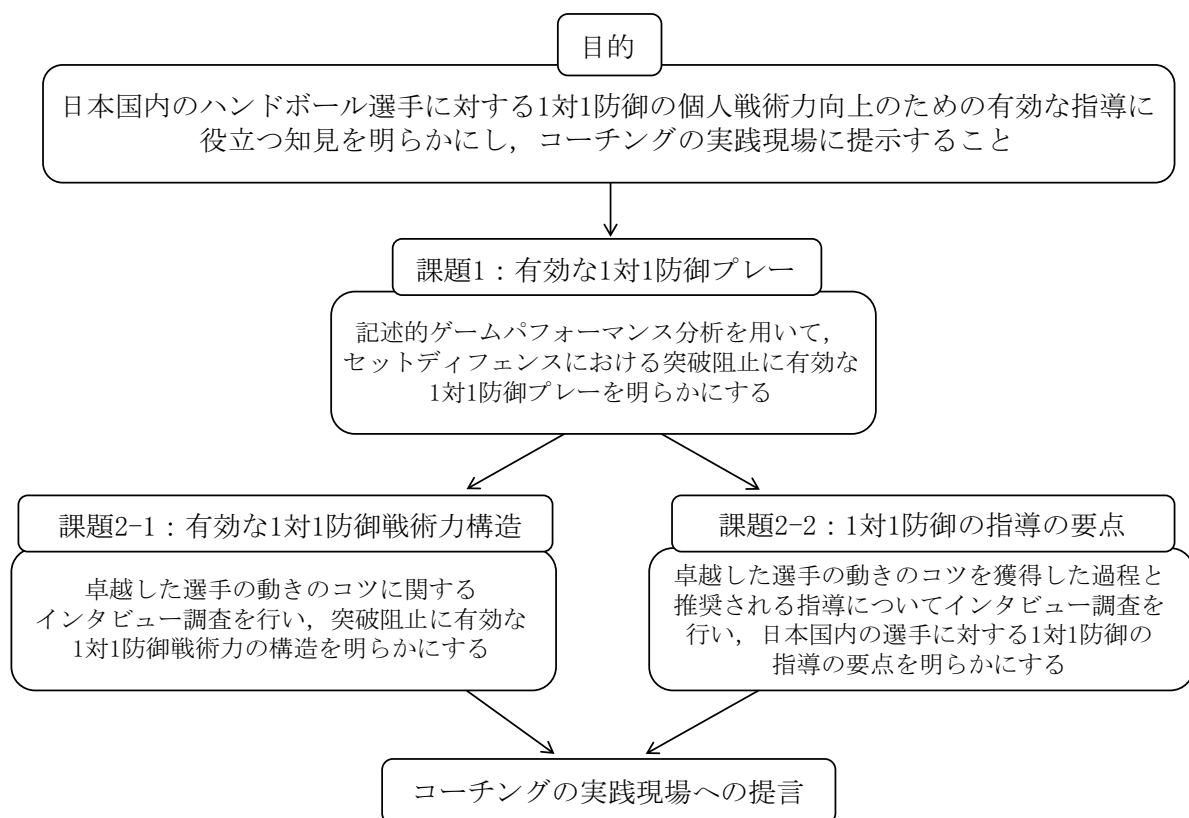 目的
日本国内のハンドボール選手に対する1対1防御の個人戦術力向上のための有効な指導に
役立つ知見を明らかにし，コーチングの実践現場に提示すること
課題1：有効な1対1防御プレー
記述的ゲームパフォーマンス分析を用いて，
セットディフェンスにおける突破阻止に有効な
1対1防御プレーを明らかにする
課題2-1：有効な1対1防御戦術力構造
卓越した選手の動きのコツに関する
インタビュー調査を行い，突破阻止に有効な
1対1防御戦術力の構造を明らかにする
課題2-2：1対1防御の指導の要点
卓越した選手の動きのコツを獲得した過程と
推奨される指導についてインタビュー調査を
行い，日本国内の選手に対する1対1防御の
指導の要点を明らかにする
コーチングの実践現場への提言